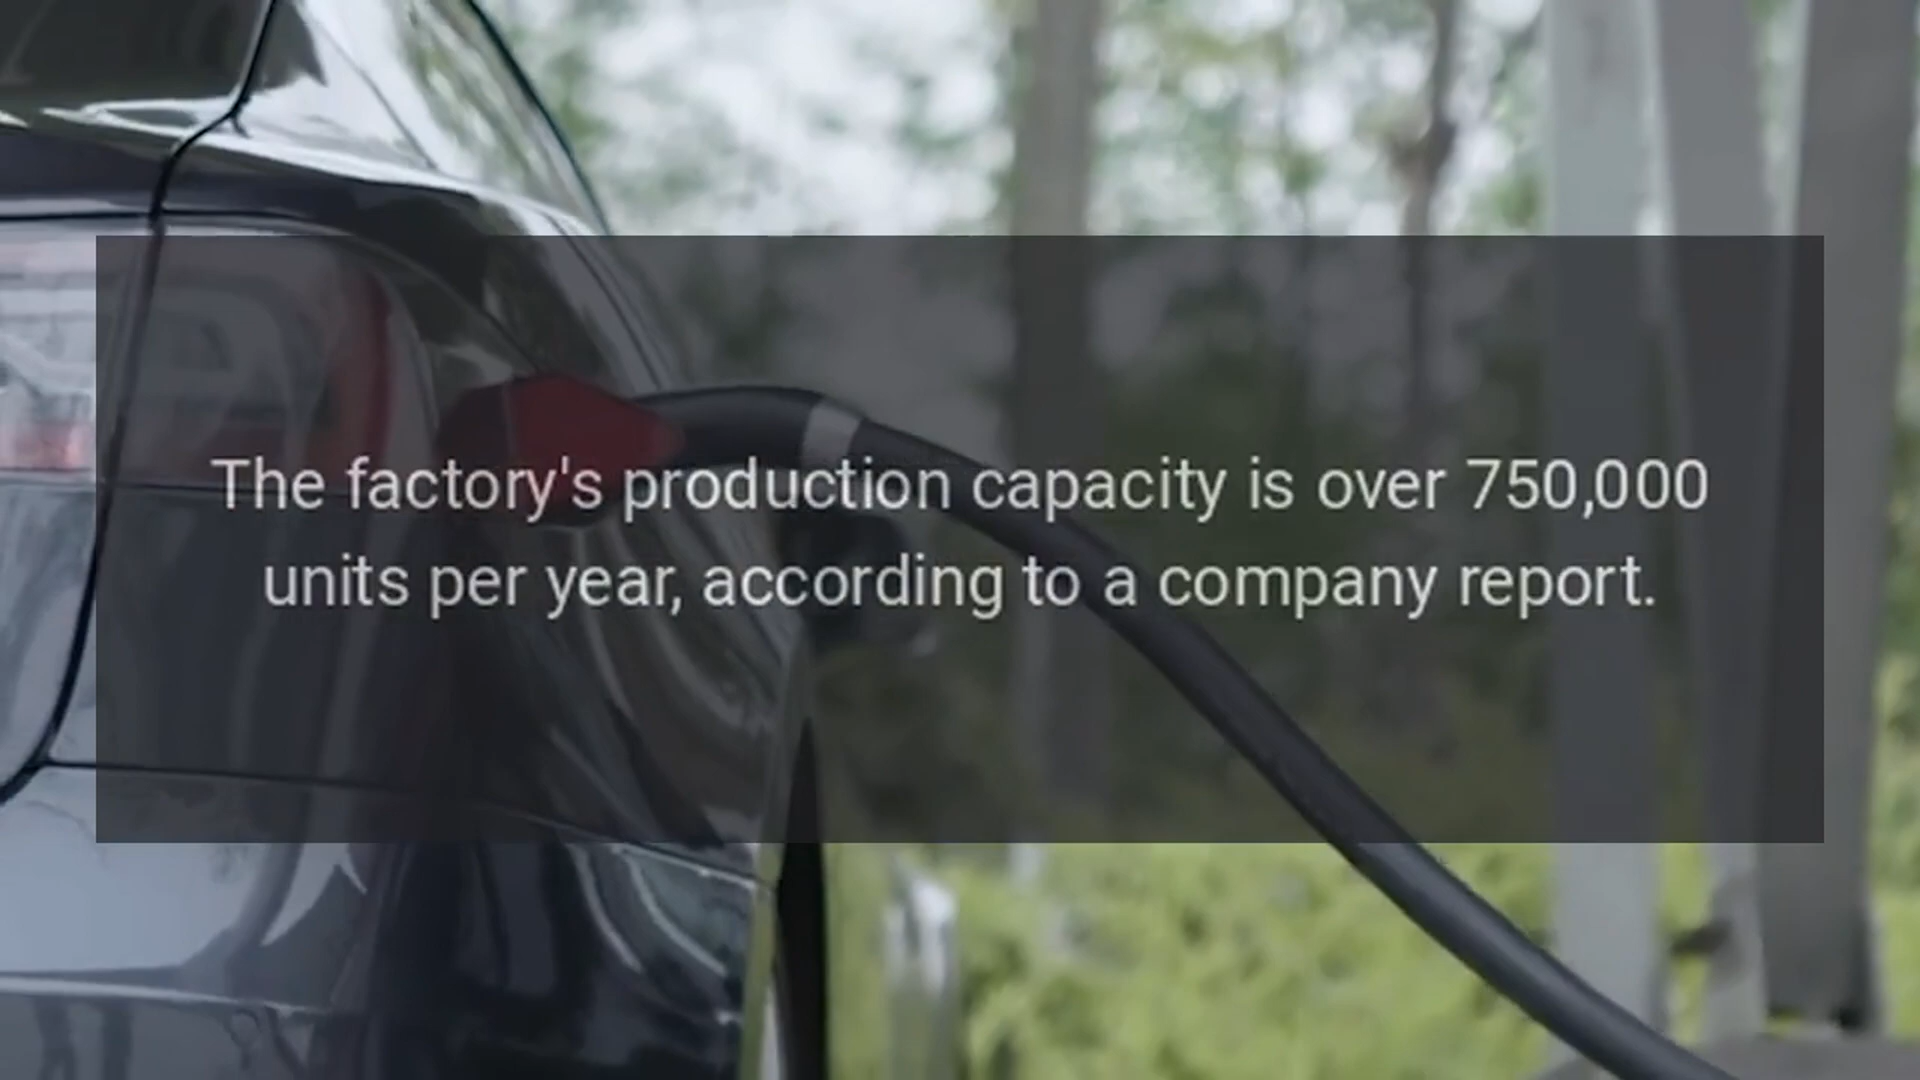 The factory's production capacity is over 750,000
units per year, according to a company report.